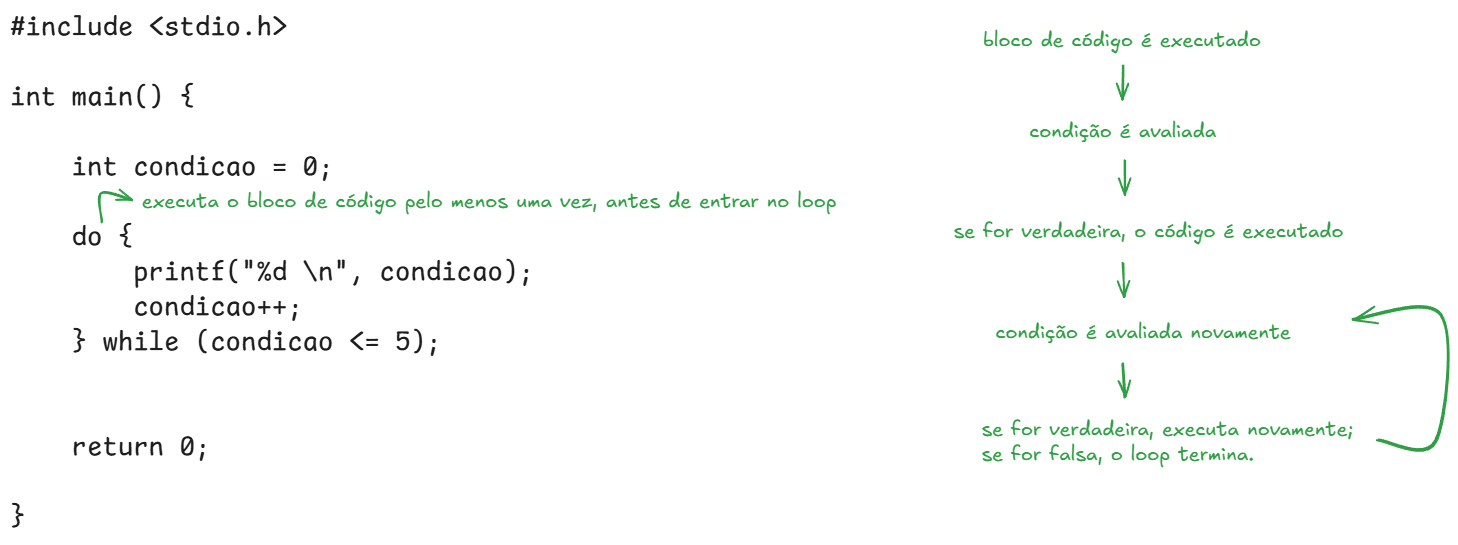 #include <stdio.h>
int main() {
int condicao = 0;
executa o bloco de código pelo menos uma vez, antes de entrar no loop
do {
printf("%d \n", condicao);
condicao++;
} while (condicao <= 5);
return 0;
}
bloco de código é executado
condição é avaliada
se for verdadeira, o código é executado
condição é avaliada novamente
se for verdadeira, executa novamente;
se for falsa, o loop termina.